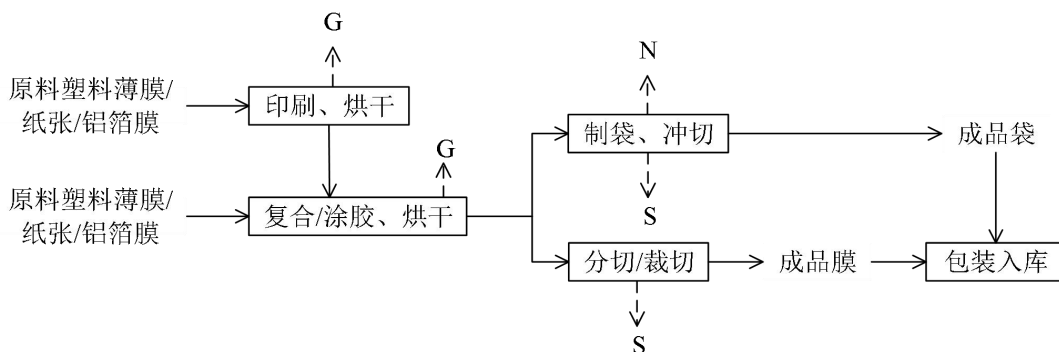 G
原料塑料薄膜/
纸张/铝箔膜
印刷、烘干
G
原料塑料薄膜/
纸张/铝箔膜
复合/涂胶、烘干
N
制袋、冲切
S
成品袋
分切/裁切
S
成品膜
包装入库